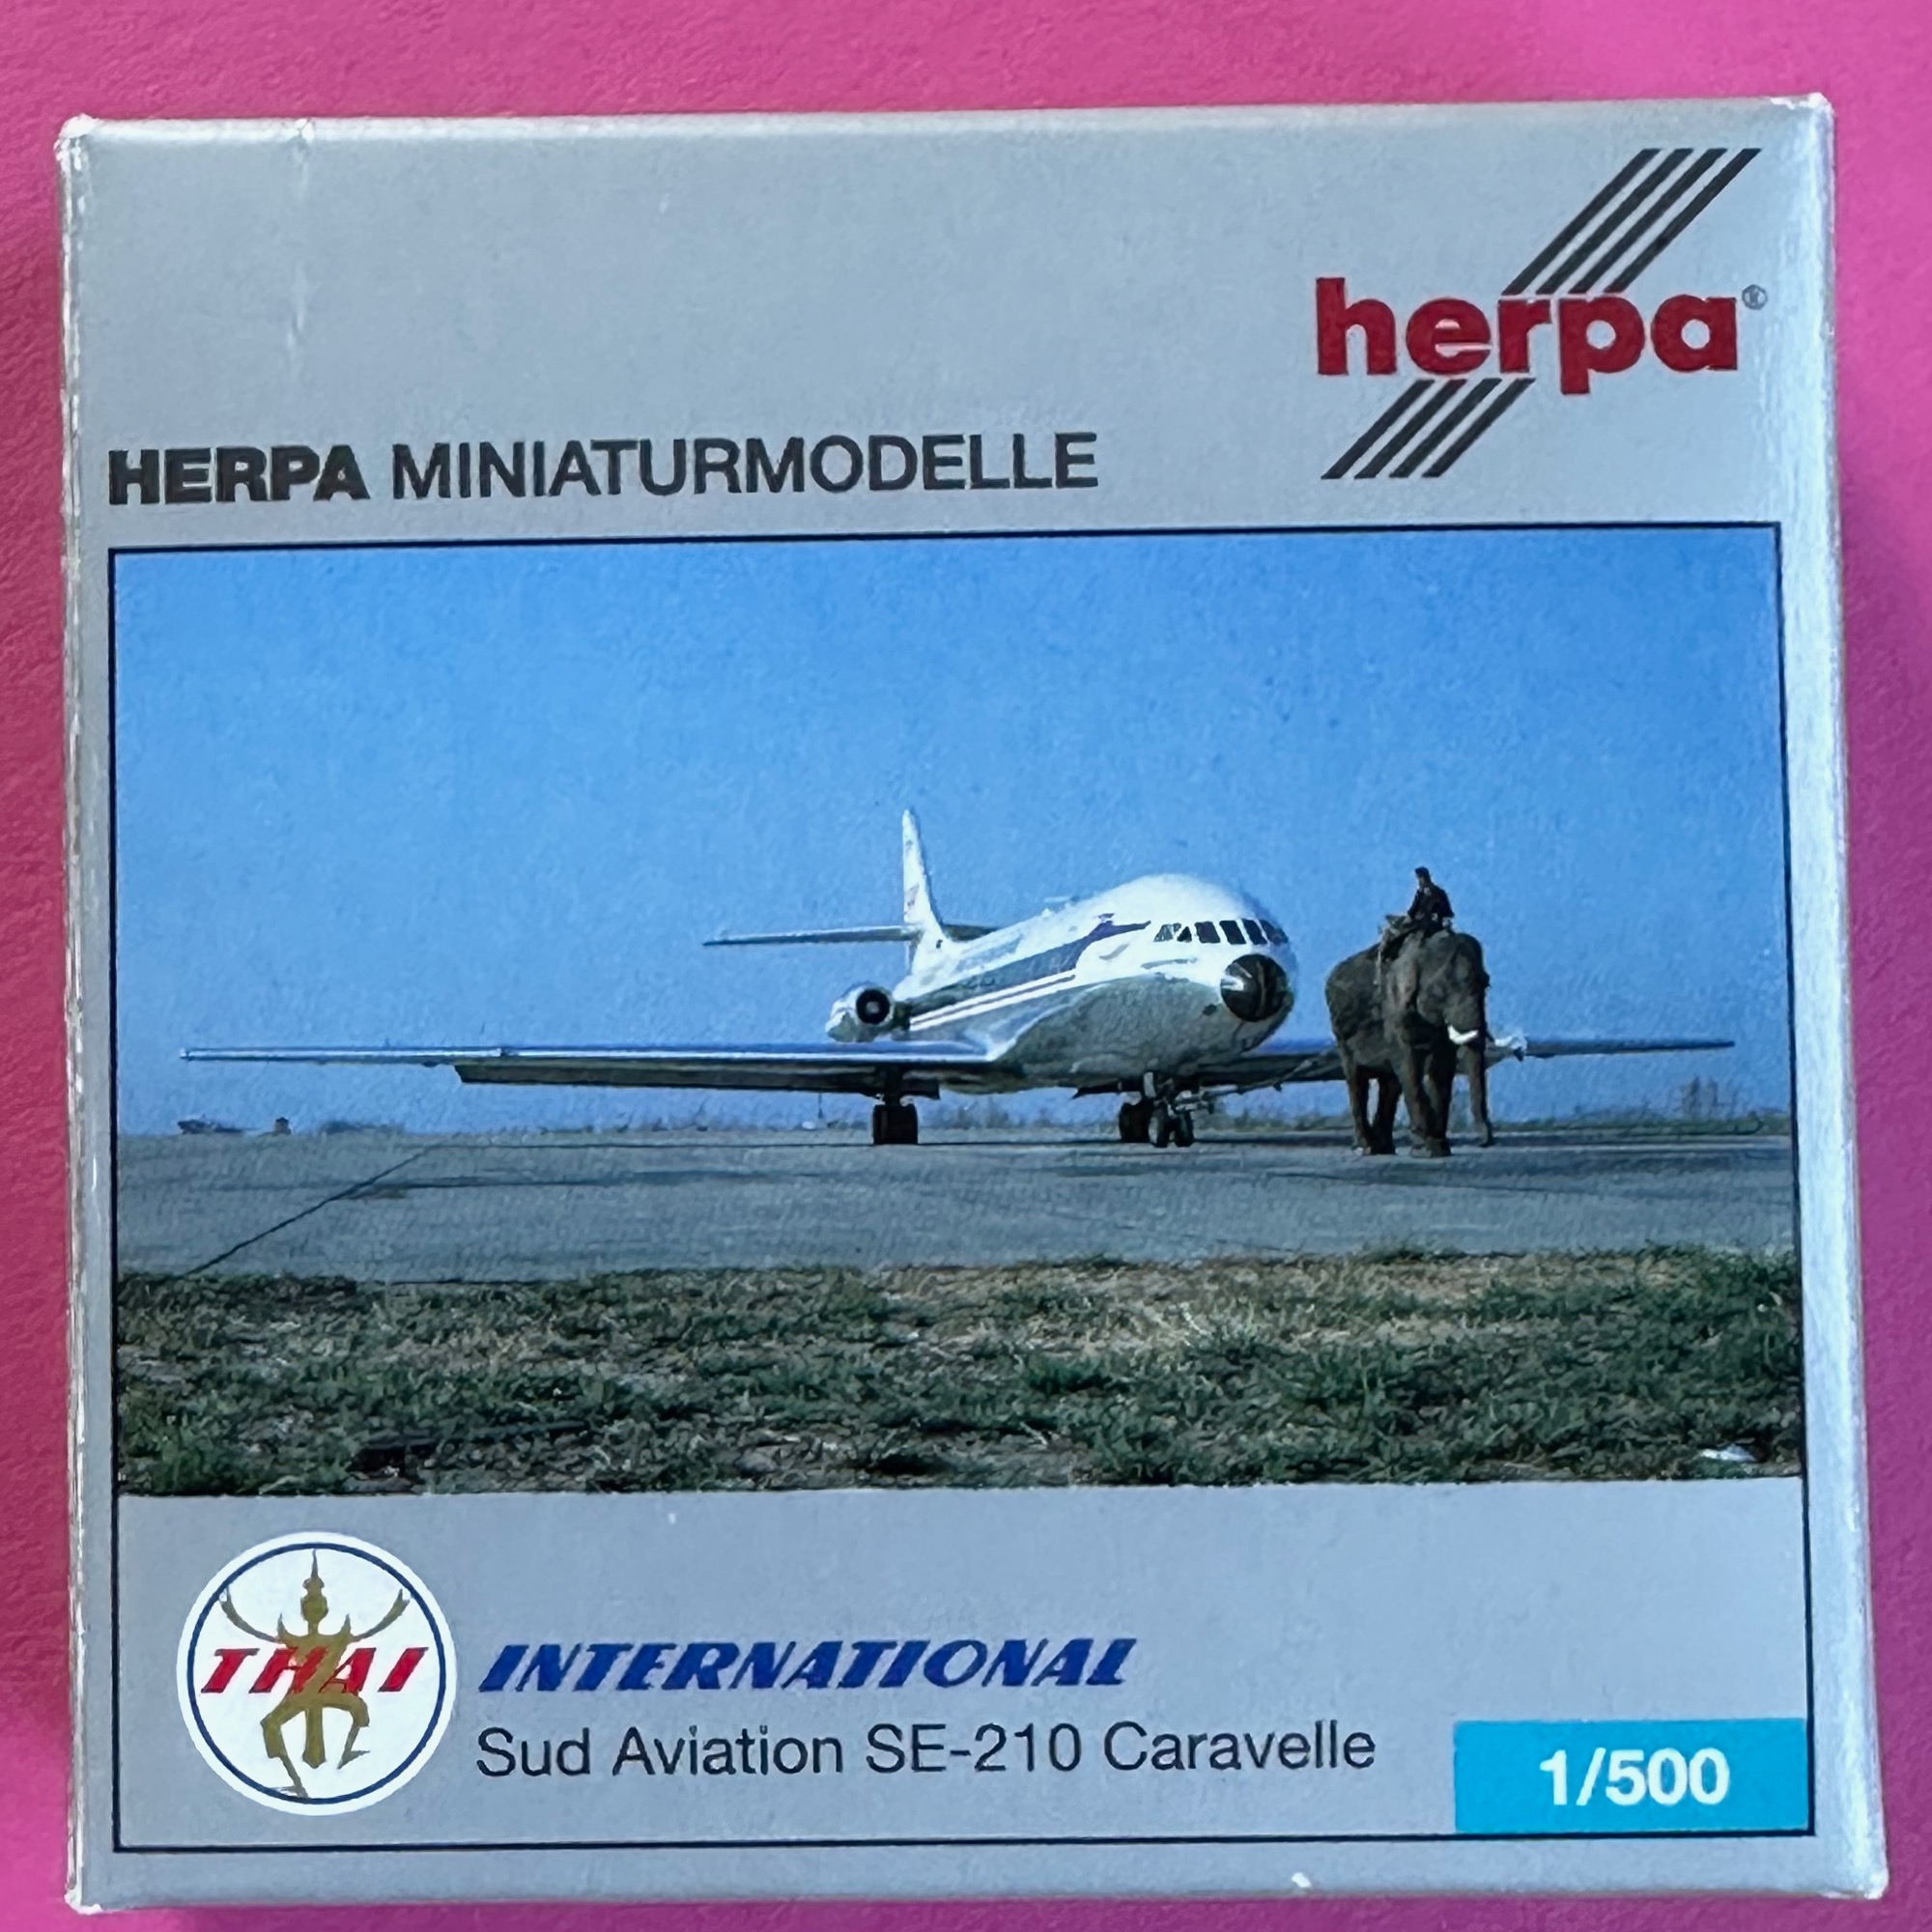 herpa®
HERPA MINIATURMODELLE
THAI INTERNATIONAL
Sud Aviation SE-210 Caravelle
1/500